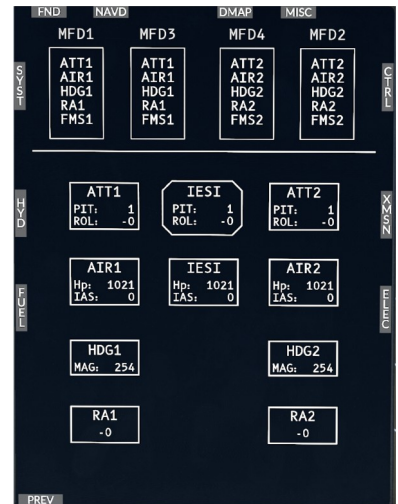 FND NAVD DMAP MISC
MFD1 MFD3 MFD4 MFD2
ATT1 ATT1 ATT2 ATT2
AIR1 AIR1 AIR2 AIR2
HDG1 HDG1 HDG2 HDG2
RA1 RA1 RA2 RA2
FMS1 FMS1 FMS2 FMS2
SYST
CTRL
HYD
XMSN
ATT1 IESI ATT2
PIT: 1 PIT: 1 PIT: 1
ROL: -0 ROL: -0 ROL: -0
AIR1 IESI AIR2
Hp: 1021 Hp: 1021 Hp: 1021
IAS: 0 IAS: 0 IAS: 0
FUEL
ELEC
HDG1 HDG2
MAG: 254 MAG: 254
RA1 RA2
-0 -0
PREV